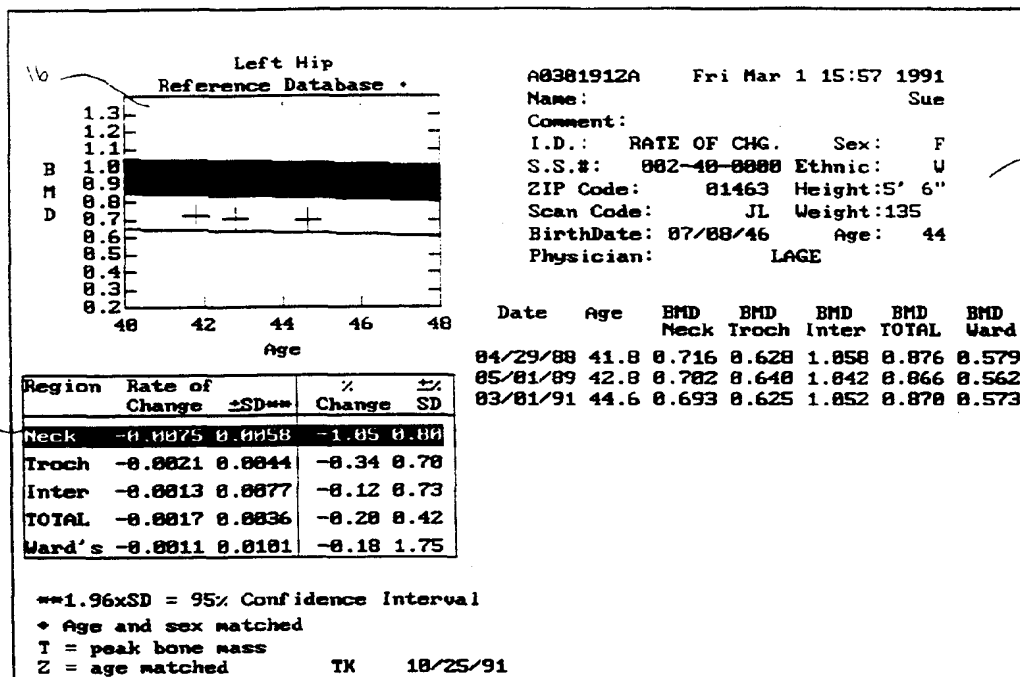 16
Left Hip
Reference Database *
1.3
1.2
1.1
1.0
0.9
0.8
0.7
0.6
0.5
0.4
0.3
0.2
B
M
D
40 42 44 46 48
Age
A0381912A Fri Mar 1 15:57 1991
Name: Sue
Comment:
I.D.: RATE OF CHG. Sex: F
S.S.#: 002-40-0000 Ethnic: W
ZIP Code: 01463 Height:5' 6"
Scan Code: JL Weight:135
BirthDate: 07/08/46 Age: 44
Physician: LAGE
Date Age BMD BMD BMD BMD BMD
Neck Troch Inter TOTAL Ward
04/29/88 41.8 0.716 0.628 1.058 0.876 0.579
05/01/89 42.8 0.702 0.640 1.042 0.866 0.562
03/01/91 44.6 0.693 0.625 1.052 0.870 0.573
Region Rate of % ±%
Change ±SD** Change SD
Neck -0.0075 0.0058 -1.05 0.80
Troch -0.0021 0.0044 -0.34 0.70
Inter -0.0013 0.0077 -0.12 0.73
TOTAL -0.0017 0.0036 -0.20 0.42
Ward's -0.0011 0.0101 -0.18 1.75
**1.96xSD = 95% Confidence Interval
* Age and sex matched
T = peak bone mass
Z = age matched TK 10/25/91